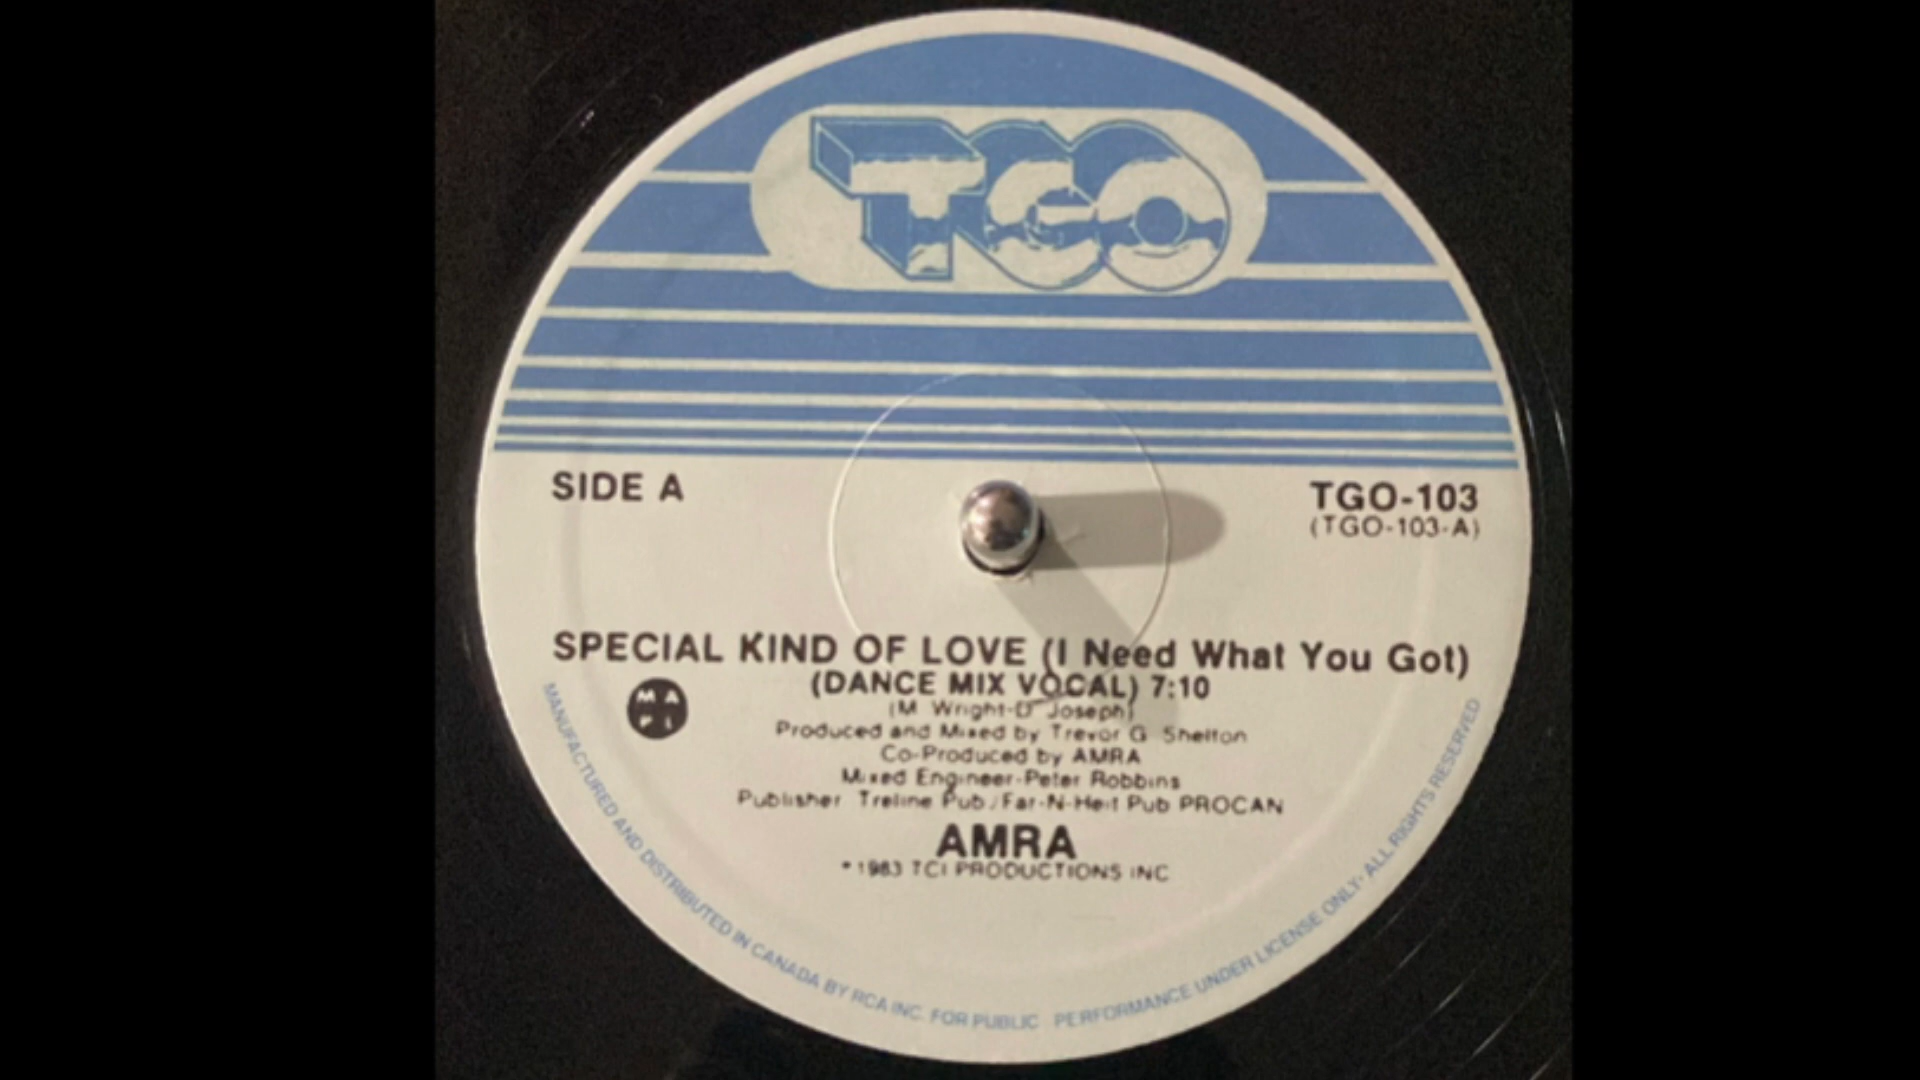 TGO
SIDE A
TGO-103
(TGO-103-A)
SPECIAL KIND OF LOVE (I Need What You Got)
(DANCE MIX VOCAL) 7:10
MA
PL
(M. Wright-D. Joseph)
Produced and Mixed by Trevor G. Shelton
Co-Produced by AMRA
Mixed Engineer-Peter Robbins
Publisher Treline Pub./Far-N-Heit Pub PROCAN
AMRA
1983 TCI PRODUCTIONS INC
MANUFACTURED AND DISTRIBUTED IN CANADA BY RCA INC. FOR PUBLIC PERFORMANCE UNDER LICENSE ONLY· ALL RIGHTS RESERVED